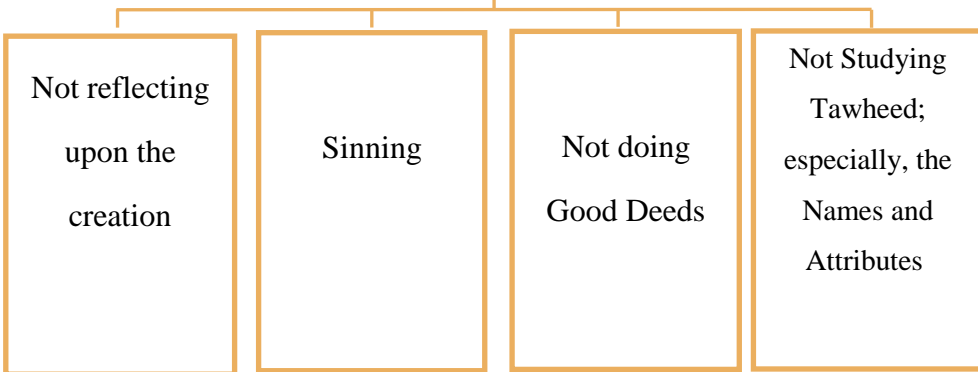 Not reflecting
upon the
creation
Sinning
Not doing
Good Deeds
Not Studying
Tawheed;
especially, the
Names and
Attributes